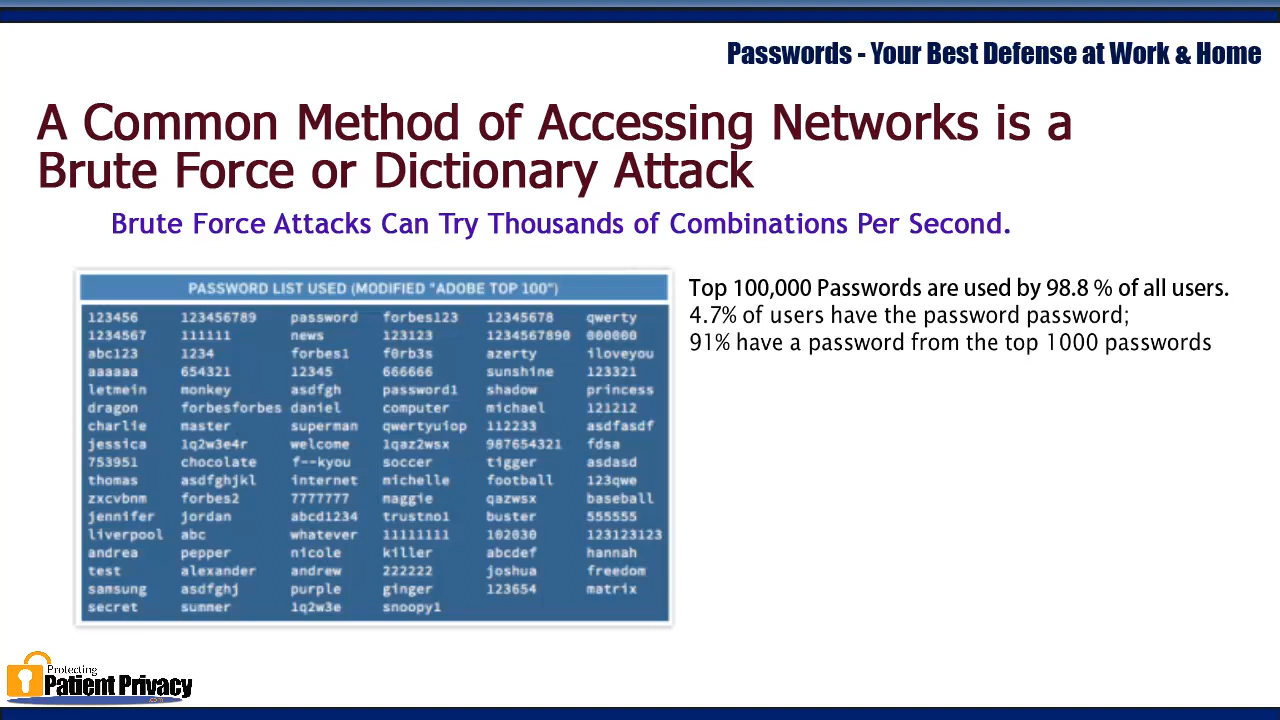 Passwords - Your Best Defense at Work & Home
A Common Method of Accessing Networks is a
Brute Force or Dictionary Attack
Brute Force Attacks Can Try Thousands of Combinations Per Second.
PASSWORD LIST USED (MODIFIED "ADOBE TOP 100")
123456 123456789 password forbes123 12345678 qwerty
1234567 111111 news 123123 1234567890 000000
abc123 1234 forbes1 f0rb3s azerty iloveyou
aaaaaa 654321 12345 666666 sunshine 123321
letmein monkey asdfgh password1 shadow princess
dragon forbesforbes daniel computer michael 121212
charlie master superman qwertyuiop 112233 asdfasdf
jessica 1q2w3e4r welcome 1qaz2wsx 987654321 fdsa
753951 chocolate f--kyou soccer tigger asdasd
thomas asdfghjkl internet michelle football 123qwe
zxcvbnm forbes2 7777777 maggie qazwsx baseball
jennifer jordan abcd1234 trustno1 buster 555555
liverpool abc whatever 11111111 102030 123123123
andrea pepper nicole killer abcdef hannah
test alexander andrew 222222 joshua freedom
samsung asdfghj purple ginger 123654 matrix
secret summer 1q2w3e snoopy1
Top 100,000 Passwords are used by 98.8 % of all users.
4.7% of users have the password password;
91% have a password from the top 1000 passwords
Protecting
Patient Privacy
.com